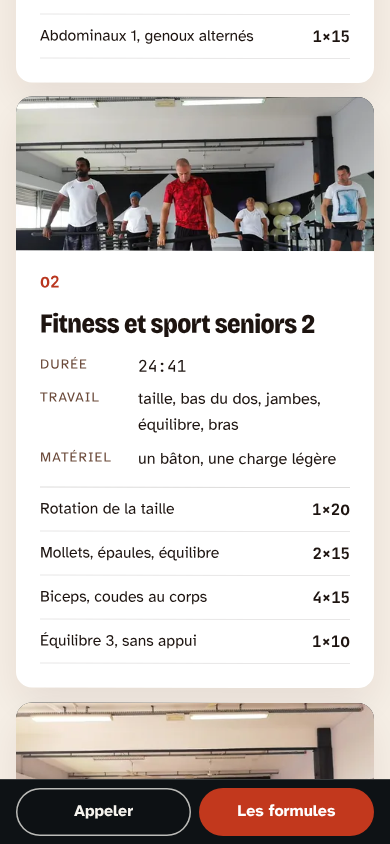 Abdominaux 1, genoux alternés 1×15
02
Fitness et sport seniors 2
DURÉE 24:41
TRAVAIL taille, bas du dos, jambes,
équilibre, bras
MATÉRIEL un bâton, une charge légère
Rotation de la taille 1×20
Mollets, épaules, équilibre 2×15
Biceps, coudes au corps 4×15
Équilibre 3, sans appui 1×10
Appeler Les formules